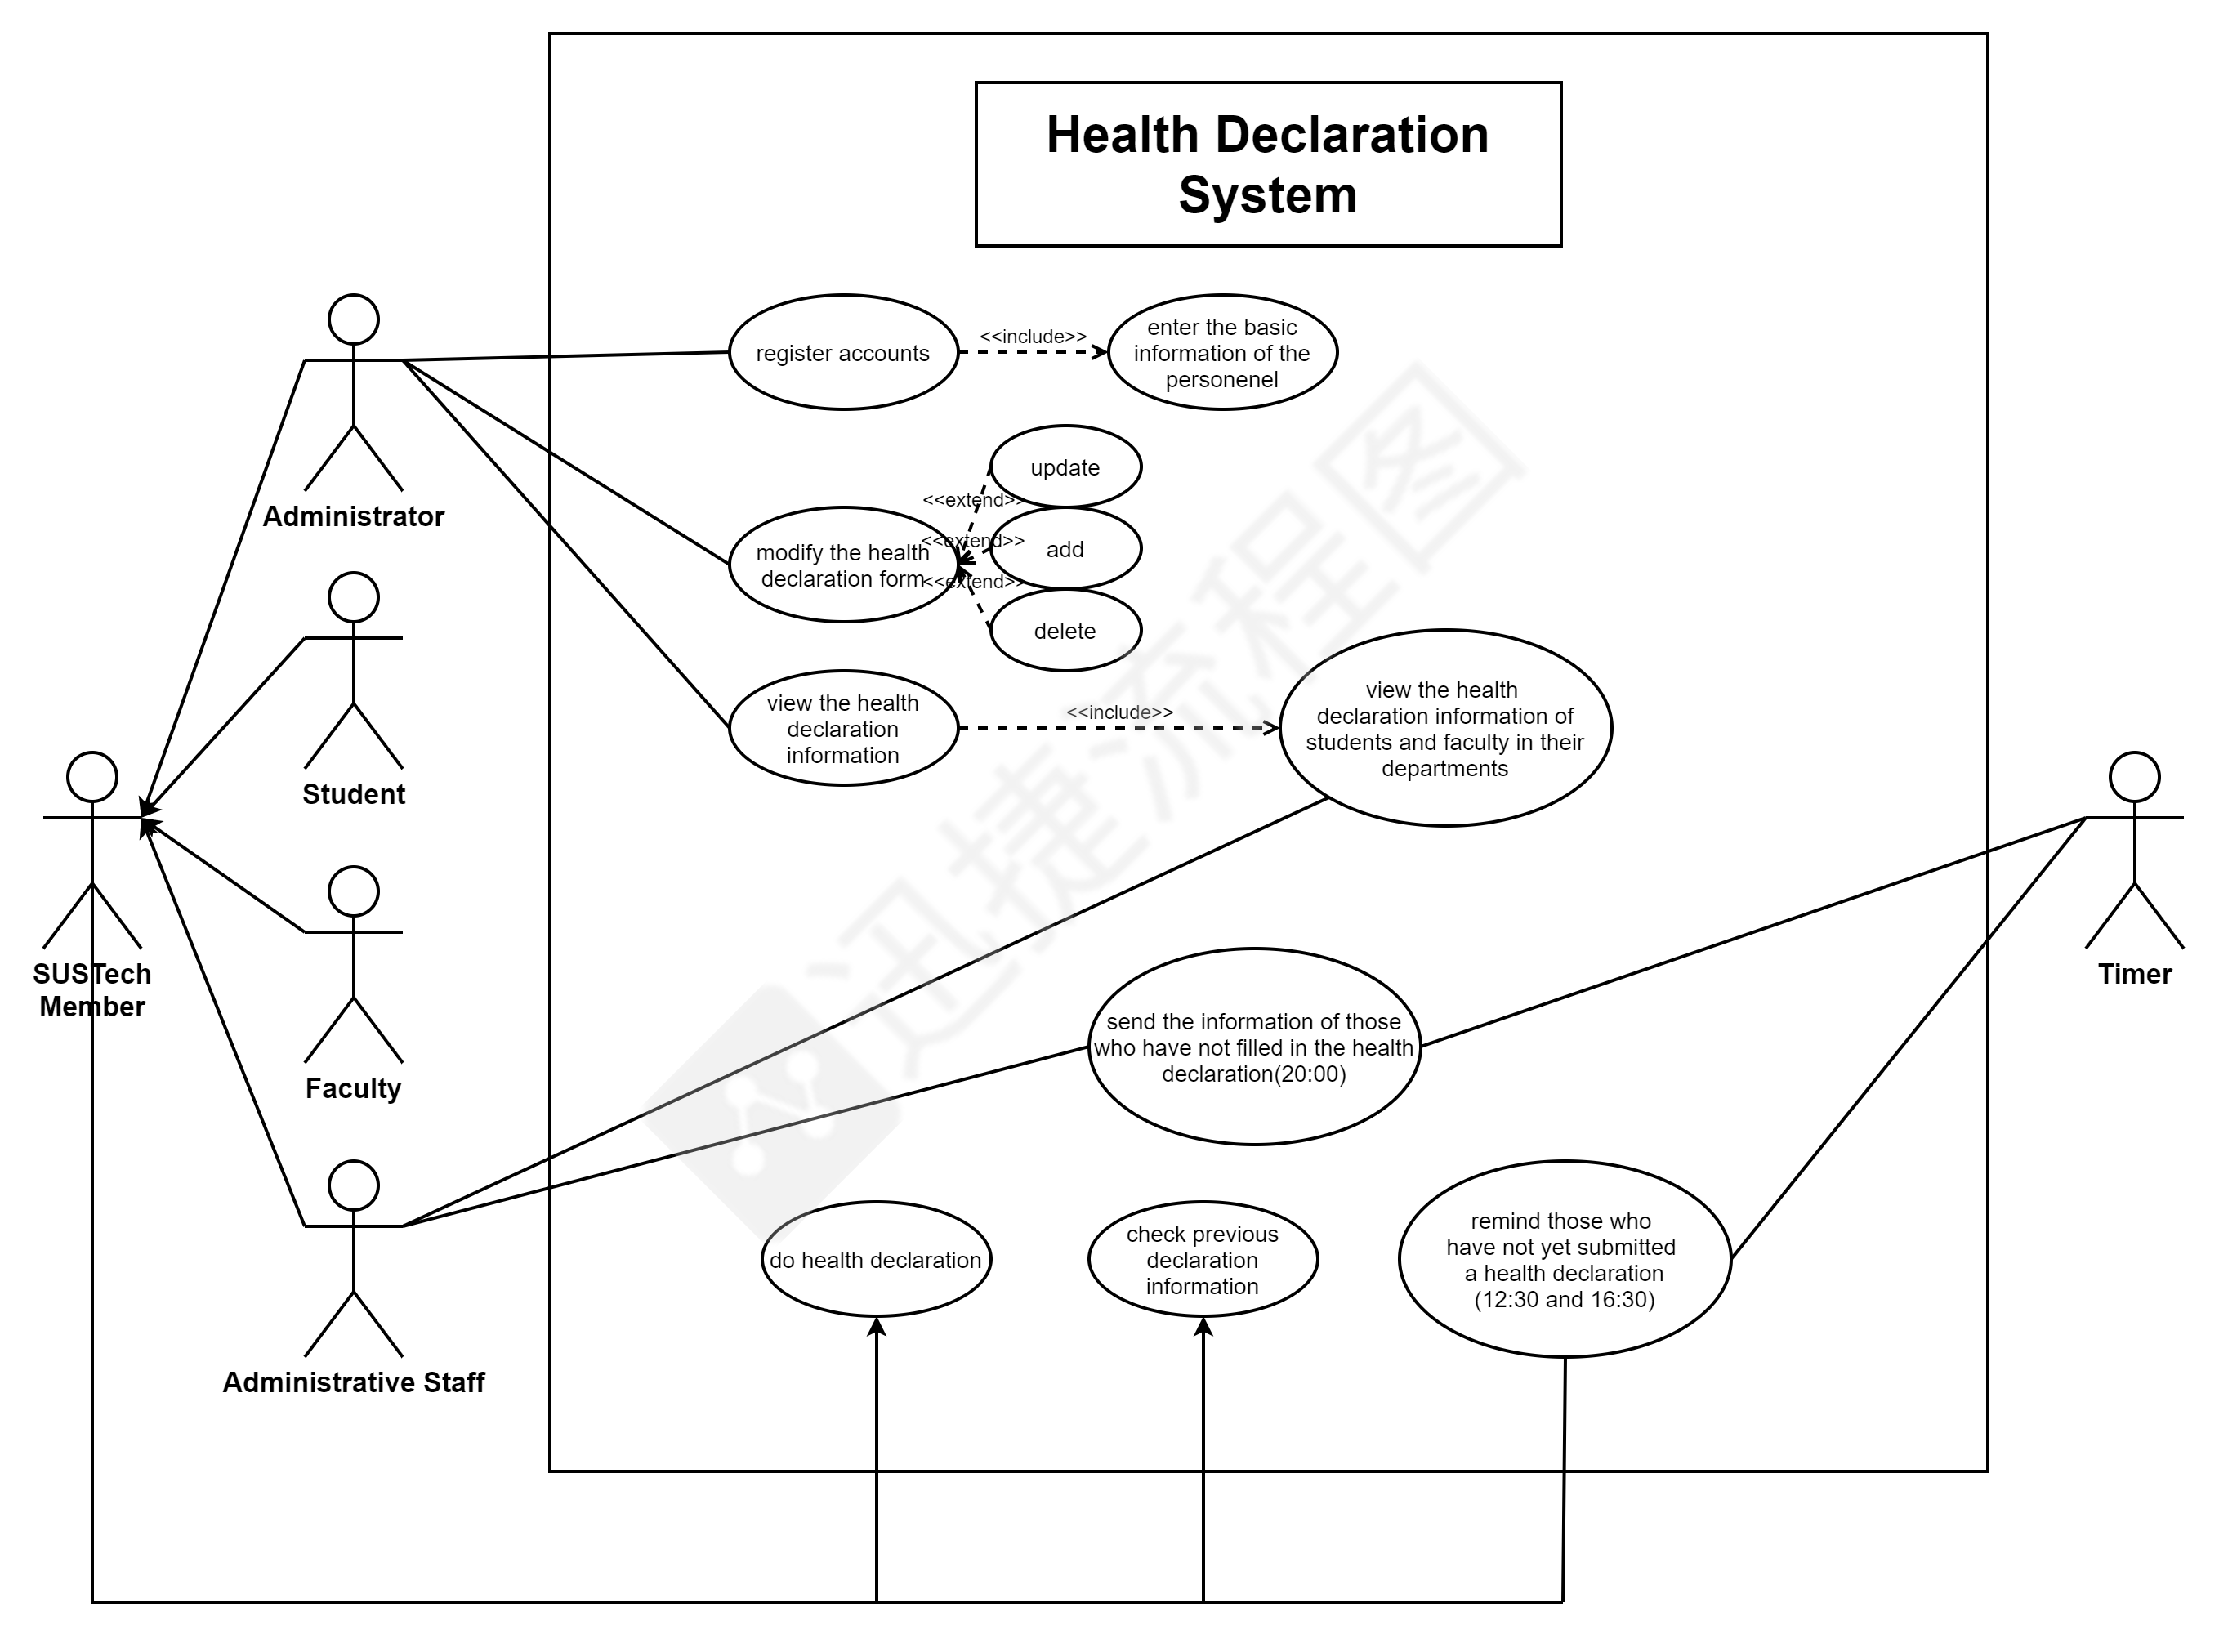 Health Declaration
System
register accounts
<<include>>
enter the basic
information of the
personenel
Administrator
update
<<extend>>
modify the health
declaration form
<<extend>>
add
<<extend>>
delete
view the health
declaration
information
<<include>>
view the health
declaration information of
students and faculty in their
departments
Student
SUSTech
Member
Timer
Faculty
send the information of those
who have not filled in the health
declaration(20:00)
Administrative Staff
do health declaration
check previous
declaration
information
remind those who
have not yet submitted
a health declaration
(12:30 and 16:30)
迅捷流程图